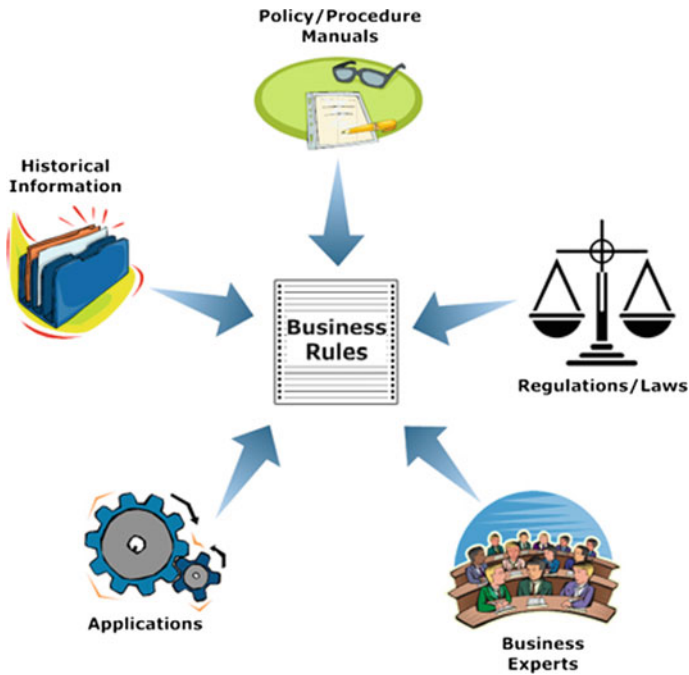 Policy/Procedure
Manuals
Historical
Information
Business
Rules
Regulations/Laws
Applications
Business
Experts